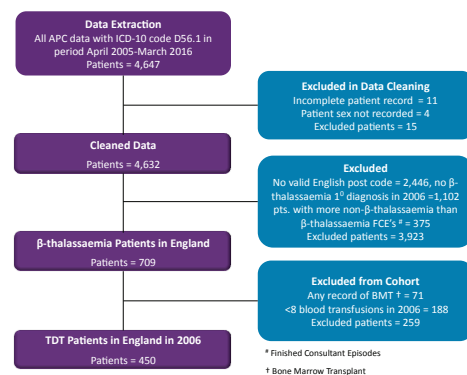 Data Extraction
All APC data with ICD-10 code D56.1 in
period April 2005-March 2016
Patients = 4,647
Excluded in Data Cleaning
Incomplete patient record = 11
Patient sex not recorded = 4
Excluded patients = 15
Cleaned Data
Patients = 4,632
Excluded
No valid English post code = 2,446, no β-
thalassaemia 1⁰ diagnosis in 2006 =1,102
pts. with more non-β-thalassaemia than
β-thalassaemia FCE's # = 375
Excluded patients = 3,923
β-thalassaemia Patients in England
Patients = 709
Excluded from Cohort
Any record of BMT † = 71
<8 blood transfusions in 2006 = 188
Excluded patients = 259
TDT Patients in England in 2006
Patients = 450
# Finished Consultant Episodes
† Bone Marrow Transplant